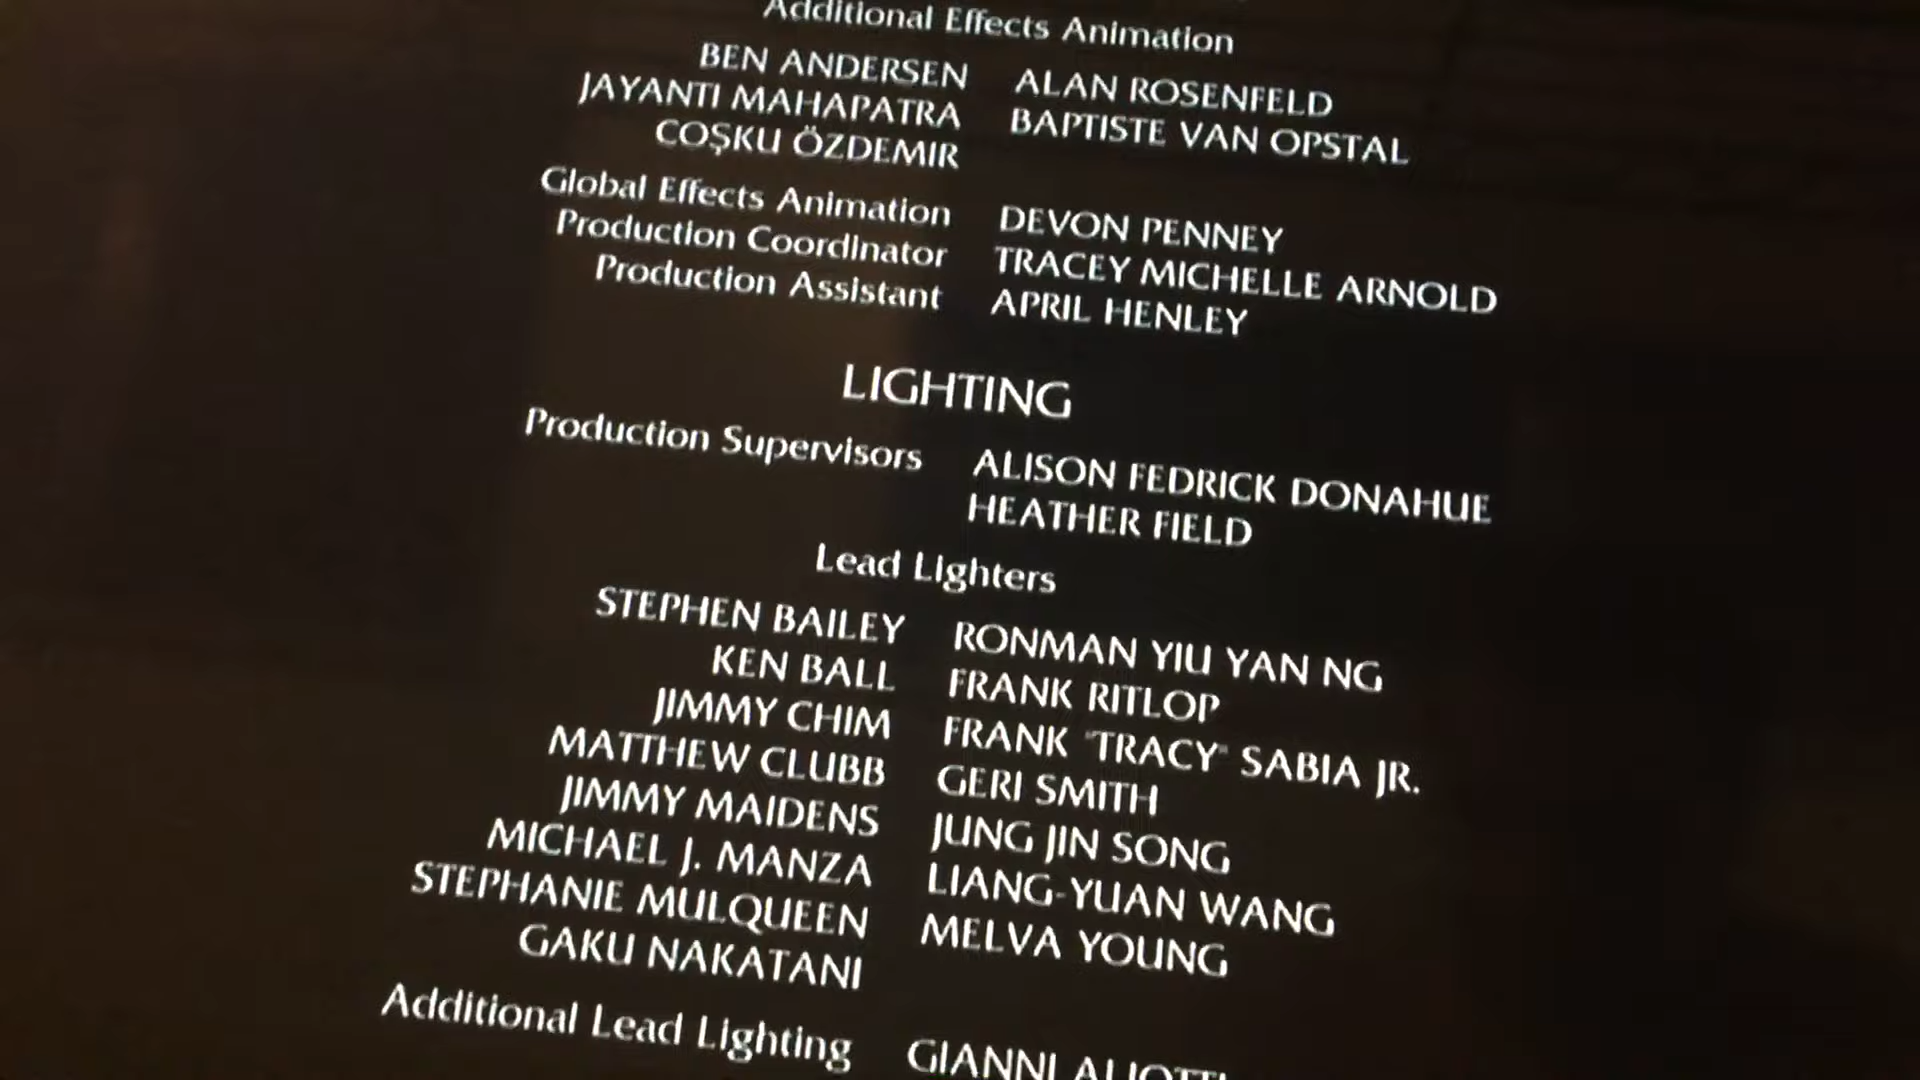 Additional Effects Animation
BEN ANDERSEN ALAN ROSENFELD
JAYANTI MAHAPATRA BAPTISTE VAN OPSTAL
COŞKU ÖZDEMIR
Global Effects Animation DEVON PENNEY
Production Coordinator TRACEY MICHELLE ARNOLD
Production Assistant APRIL HENLEY
LIGHTING
Production Supervisors ALISON FEDRICK DONAHUE
HEATHER FIELD
Lead Lighters
STEPHEN BAILEY RONMAN YIU YAN NG
KEN BALL FRANK RITLOP
JIMMY CHIM FRANK "TRACY" SABIA JR.
MATTHEW CLUBB GERI SMITH
JIMMY MAIDENS JUNG JIN SONG
MICHAEL J. MANZA LIANG-YUAN WANG
STEPHANIE MULQUEEN MELVA YOUNG
GAKU NAKATANI
Additional Lead Lighting GIANNI ALIOTTI